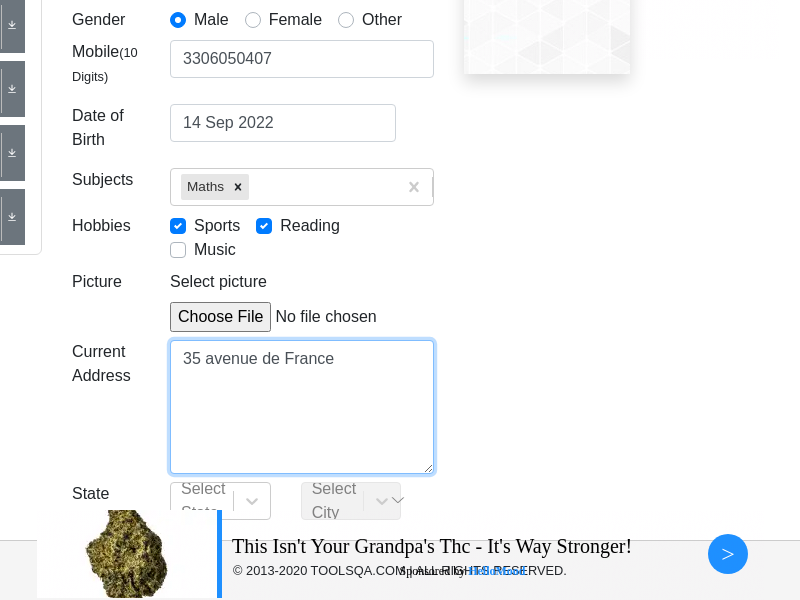 Gender Male Female Other
Mobile(10 Digits) 3306050407
Date of Birth 14 Sep 2022
Subjects Maths
Hobbies Sports Reading
Music
Picture Select picture
Choose File No file chosen
Current Address 35 avenue de France
State Select State Select City
This Isn't Your Grandpa's Thc - It's Way Stronger!
© 2013-2020 TOOLSQA.COM | ALL RIGHTS RESERVED.
Sponsored by